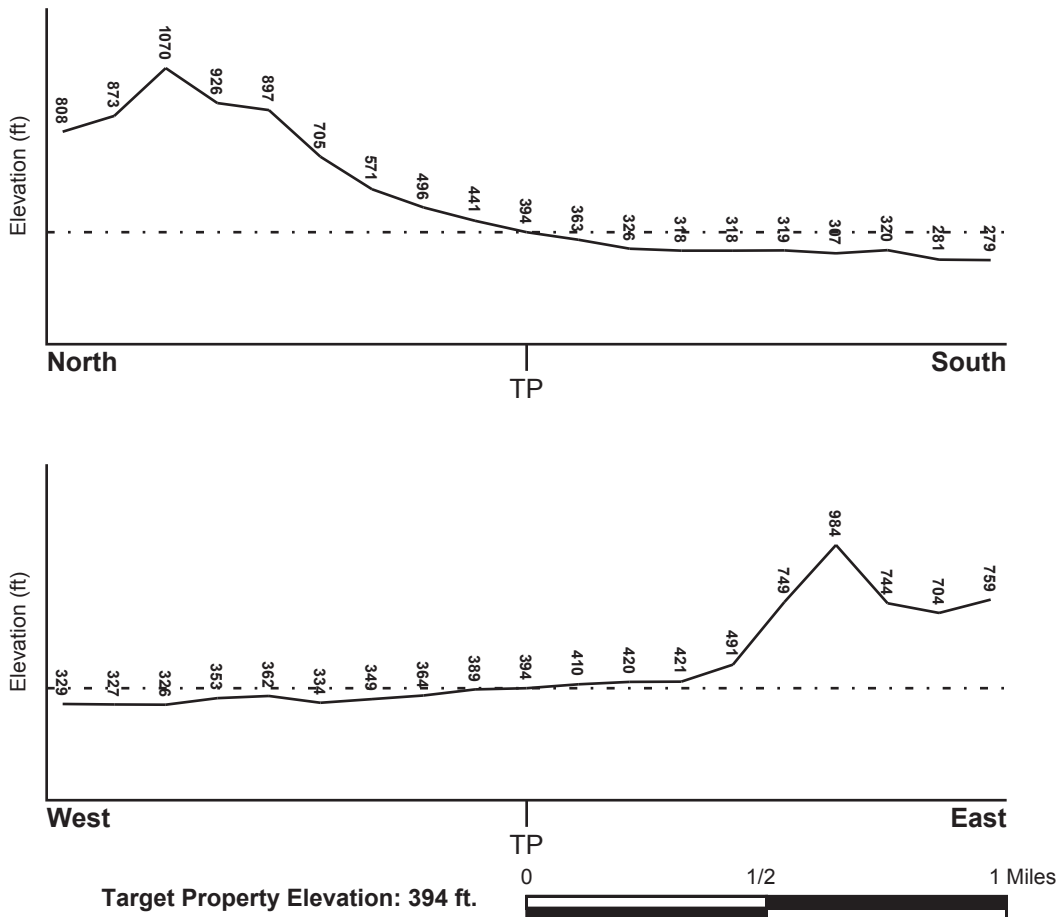 Elevation (ft)
808 873 1070 926 897 705 571 496 441 394 363 326 318 318 319 307 320 281 279
North South
TP
Elevation (ft)
329 327 326 353 362 334 349 364 389 394 410 420 421 491 749 984 744 704 759
West East
TP
Target Property Elevation: 394 ft.
0 1/2 1 Miles